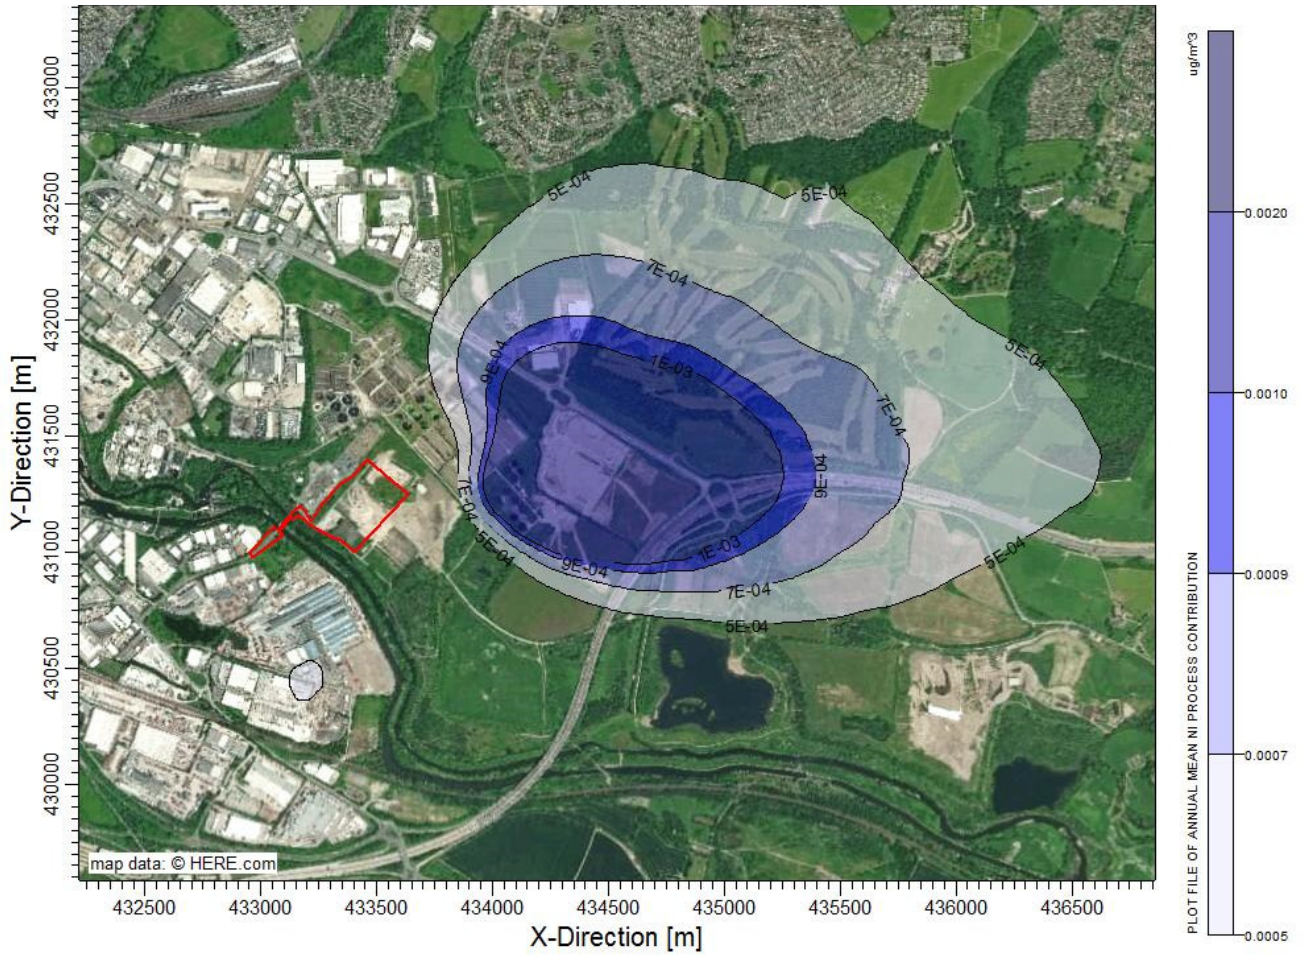 ug/m^3
433000
432500
432000
431500
431000
430500
430000
Y-Direction [m]
5E-04
5E-04
7E-04
9E-04
1E-03
5E-04
7E-04
9E-04
7E-04
5E-04
9E-04
1E-03
5E-04
7E-04
5E-04
map data: © HERE.com
432500 433000 433500 434000 434500 435000 435500 436000 436500
X-Direction [m]
PLOT FILE OF ANNUAL MEAN NI PROCESS CONTRIBUTION
0.0020
0.0010
0.0009
0.0007
0.0005